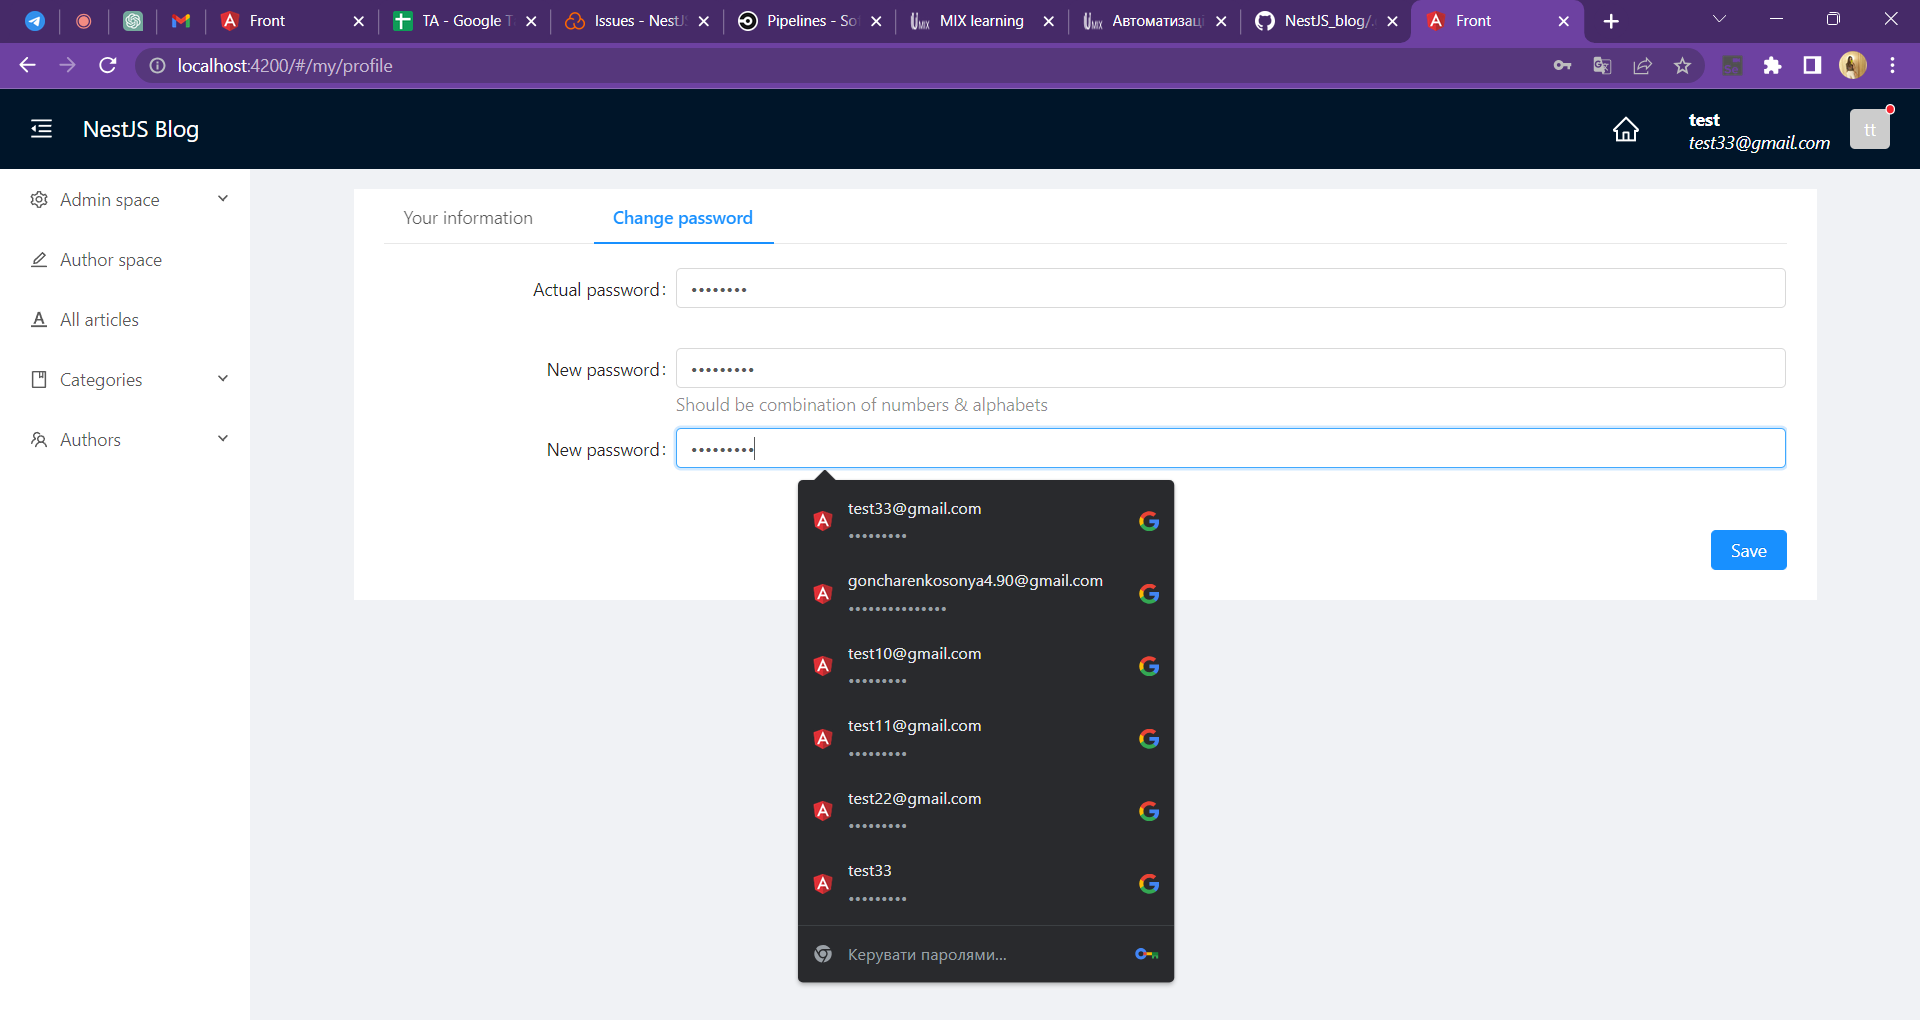 Front
TA - Google T
Issues - NestJS
Pipelines - So
MIX learning
Автоматизац
NestJS_blog/.
Front
localhost:4200/#/my/profile
NestJS Blog
test
test33@gmail.com
tt
Admin space
Author space
All articles
Categories
Authors
Your information
Change password
Actual password:
••••••••
New password:
•••••••••
Should be combination of numbers & alphabets
New password:
•••••••••
test33@gmail.com
•••••••••
goncharenkosonya4.90@gmail.com
•••••••••••••••
test10@gmail.com
•••••••••
test11@gmail.com
•••••••••
test22@gmail.com
•••••••••
test33
•••••••••
Керувати паролями...
Save